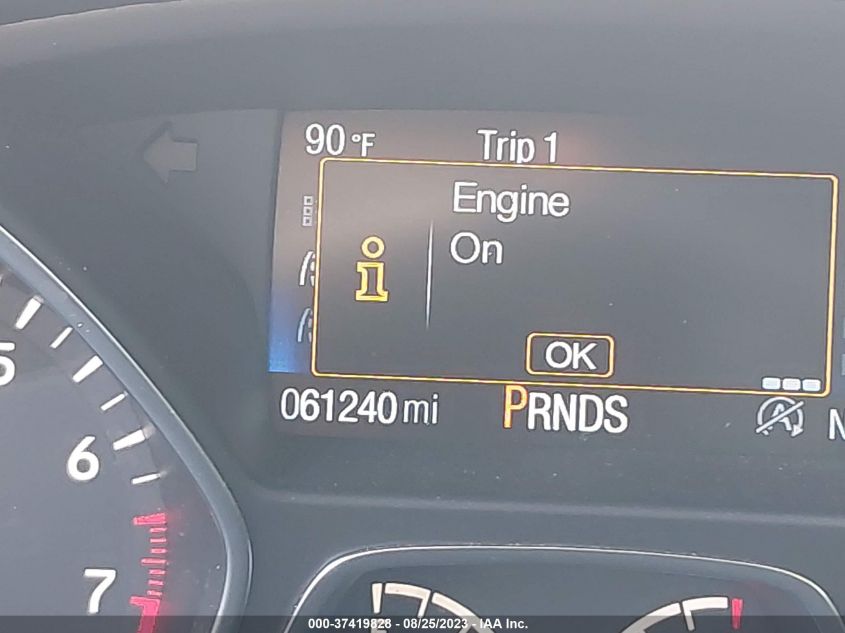 90 °F Trip 1
Engine
On
OK
061240 mi PRNDS
A
N
5
6
7
000-37419828 - 08/25/2023 - IAA Inc.